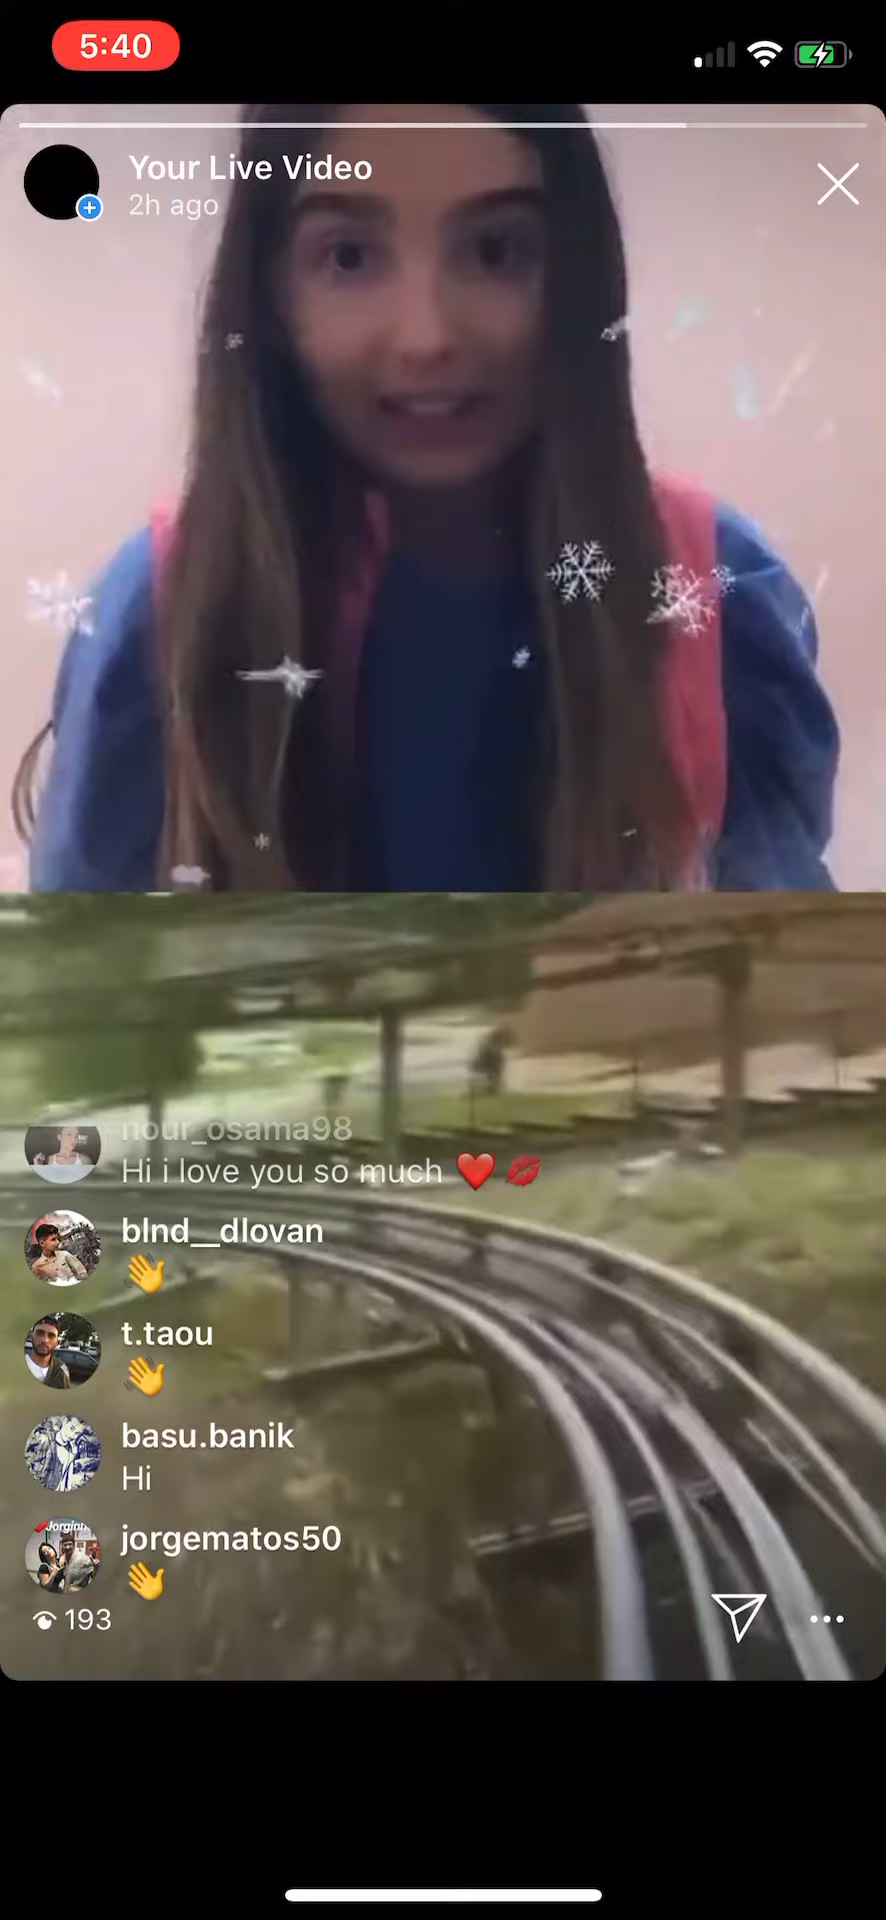 5:40
Your Live Video
2h ago
nour_osama98
Hi i love you so much ❤️ 💋
blnd__dlovan
👋
t.taou
👋
basu.banik
Hi
jorgematos50
👋
193